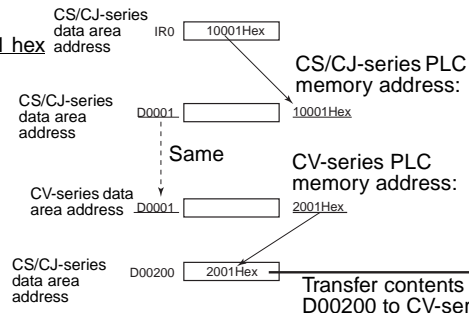 CS/CJ-series
data area
address
IR0
10001Hex
1 hex
CS/CJ-series PLC
memory address:
CS/CJ-series
data area
address
D0001
10001Hex
Same
CV-series PLC
memory address:
CV-series data
area address
D0001
2001Hex
CS/CJ-series
data area
address
D00200
2001Hex
Transfer contents
D00200 to CV-seri